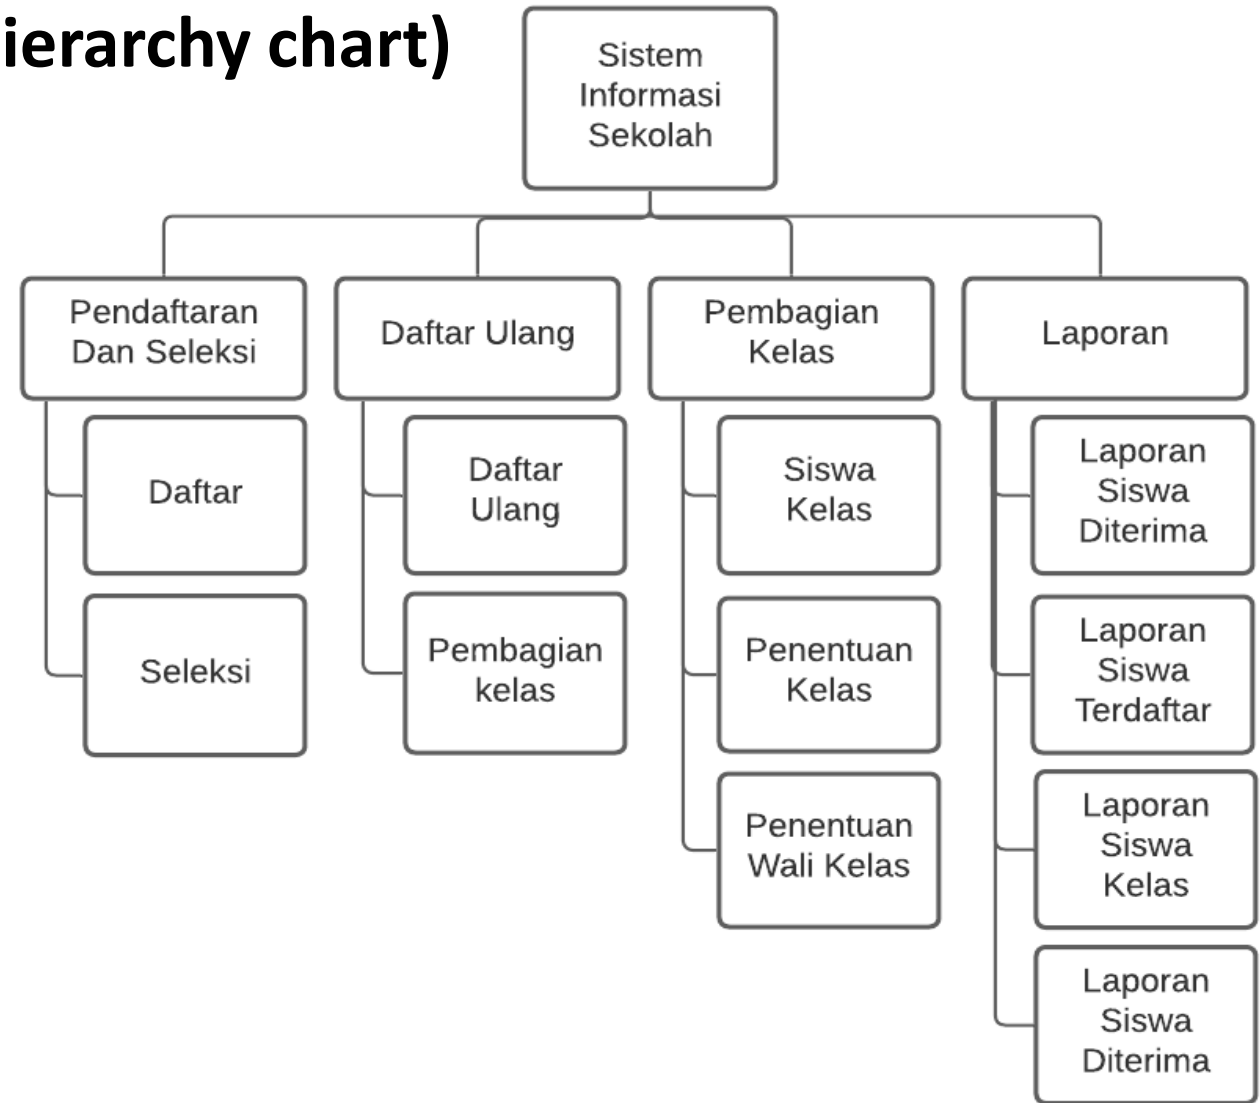 ierarchy chart)
Sistem
Informasi
Sekolah
Pendaftaran
Dan Seleksi
Daftar
Seleksi
Daftar Ulang
Daftar
Ulang
Pembagian
kelas
Pembagian
Kelas
Siswa
Kelas
Penentuan
Kelas
Penentuan
Wali Kelas
Laporan
Laporan
Siswa
Diterima
Laporan
Siswa
Terdaftar
Laporan
Siswa
Kelas
Laporan
Siswa
Diterima